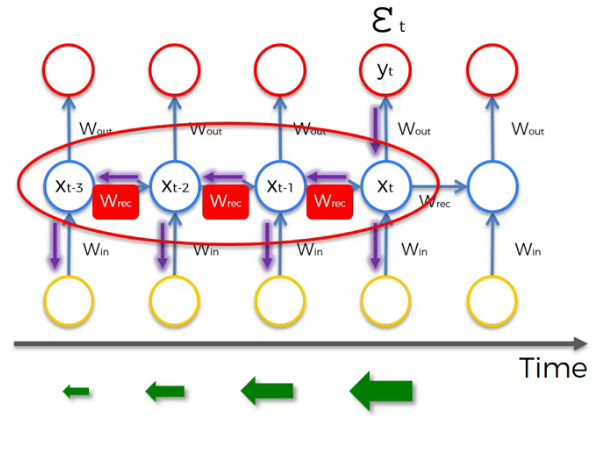 ε t
yt
Wout Wout Wout Wout Wout
xt-3 xt-2 xt-1 xt
Wrec Wrec Wrec Wrec
Win Win Win Win Win
Time